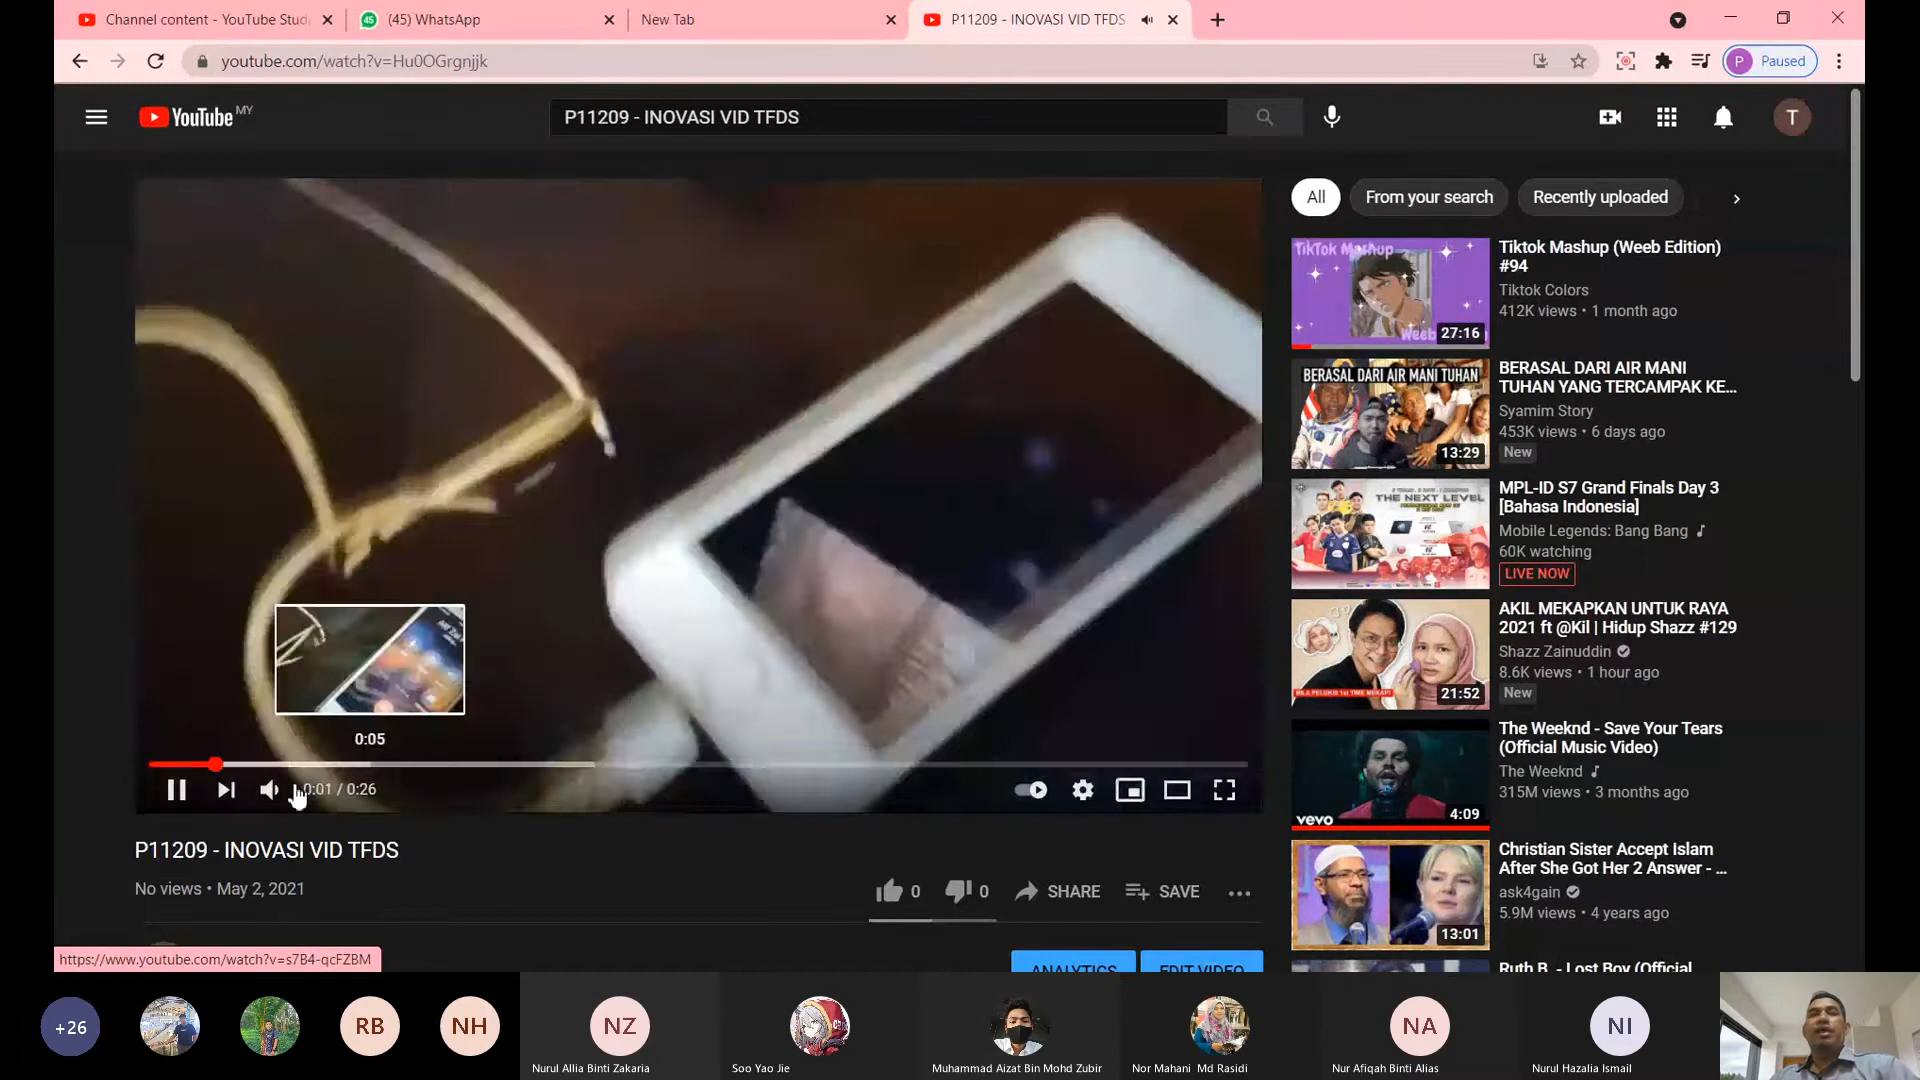 Channel content - YouTube Stud
(45) WhatsApp
New Tab
P11209 - INOVASI VID TFDS
youtube.com/watch?v=Hu0OGrgnjjk
P
Paused
YouTube MY
P11209 - INOVASI VID TFDS
T
All
From your search
Recently uploaded
TikTok Mashup
27:16
Tiktok Mashup (Weeb Edition)
#94
Tiktok Colors
412K views • 1 month ago
BERASAL DARI AIR MANI TUHAN
13:29
BERASAL DARI AIR MANI
TUHAN YANG TERCAMPAK KE...
Syamim Story
453K views • 6 days ago
New
THE NEXT LEVEL
MPL-ID S7 Grand Finals Day 3
[Bahasa Indonesia]
Mobile Legends: Bang Bang
60K watching
LIVE NOW
21:52
AKIL MEKAPKAN UNTUK RAYA
2021 ft @Kil | Hidup Shazz #129
Shazz Zainuddin
8.6K views • 1 hour ago
New
vevo
4:09
The Weeknd - Save Your Tears
(Official Music Video)
The Weeknd
315M views • 3 months ago
13:01
Christian Sister Accept Islam
After She Got Her 2 Answer - ...
ask4gain
5.9M views • 4 years ago
Ruth B. - Lost Boy (Official
0:05
0:01 / 0:26
P11209 - INOVASI VID TFDS
No views • May 2, 2021
0
0
SHARE
SAVE
ANALYTICS
EDIT VIDEO
https://www.youtube.com/watch?v=s7B4-qcFZBM
+26
RB
NH
NZ
Nurul Allia Binti Zakaria
Soo Yao Jie
Muhammad Aizat Bin Mohd Zubir
Nor Mahani Md Rasidi
NA
Nur Afiqah Binti Alias
NI
Nurul Hazalia Ismail